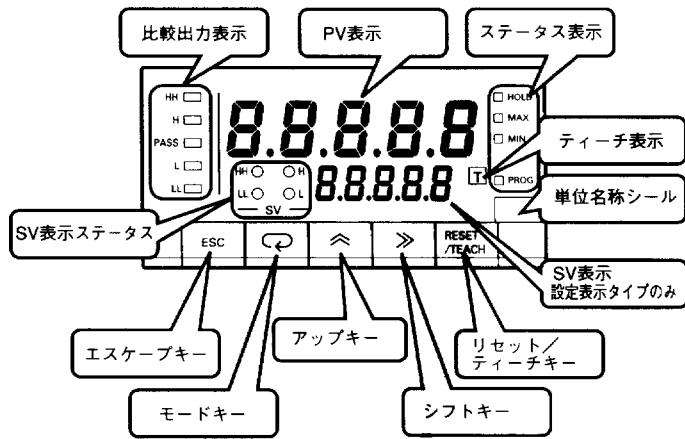 比較出力表示
PV表示
ステータス表示
HH
H
PASS
L
LL
8.8.8.8.8
HOLD
MAX
MIN
PROG
ティーチ表示
HH
H
LL
L
SV
8.8.8.8.8
T
単位名称シール
SV表示ステータス
ESC
RESET
/TEACH
SV表示
設定表示タイプのみ
エスケープキー
アップキー
リセット／
ティーチキー
モードキー
シフトキー